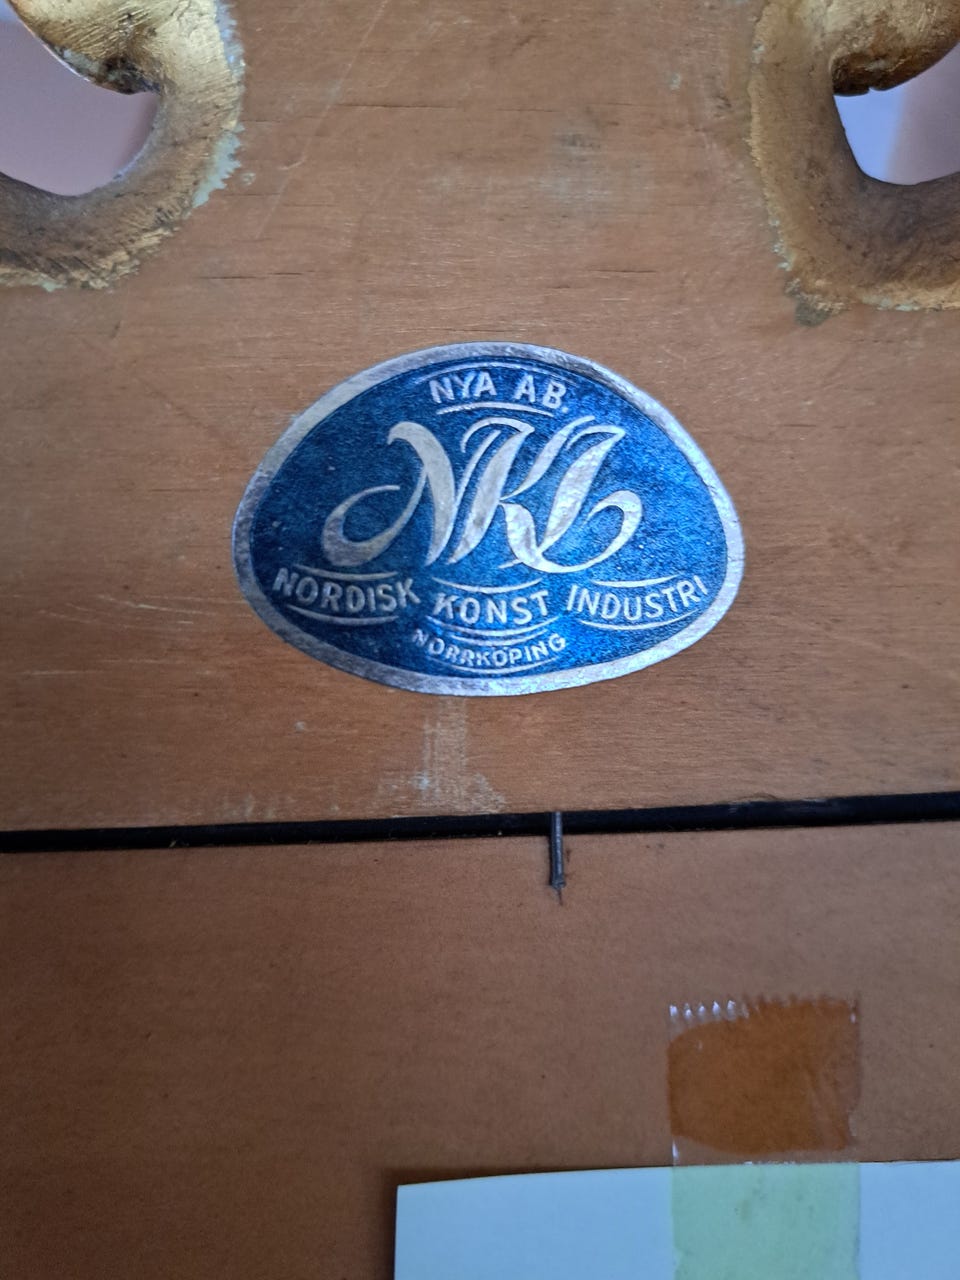 NYA AB.
NKI
NORDISK KONST INDUSTRI
NORRKÖPING